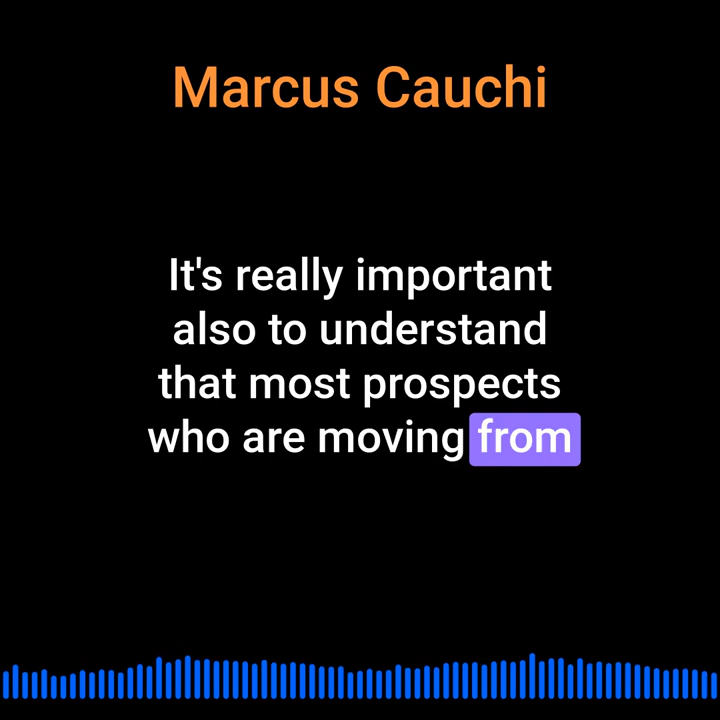 Marcus Cauchi
It's really important
also to understand
that most prospects
who are moving from